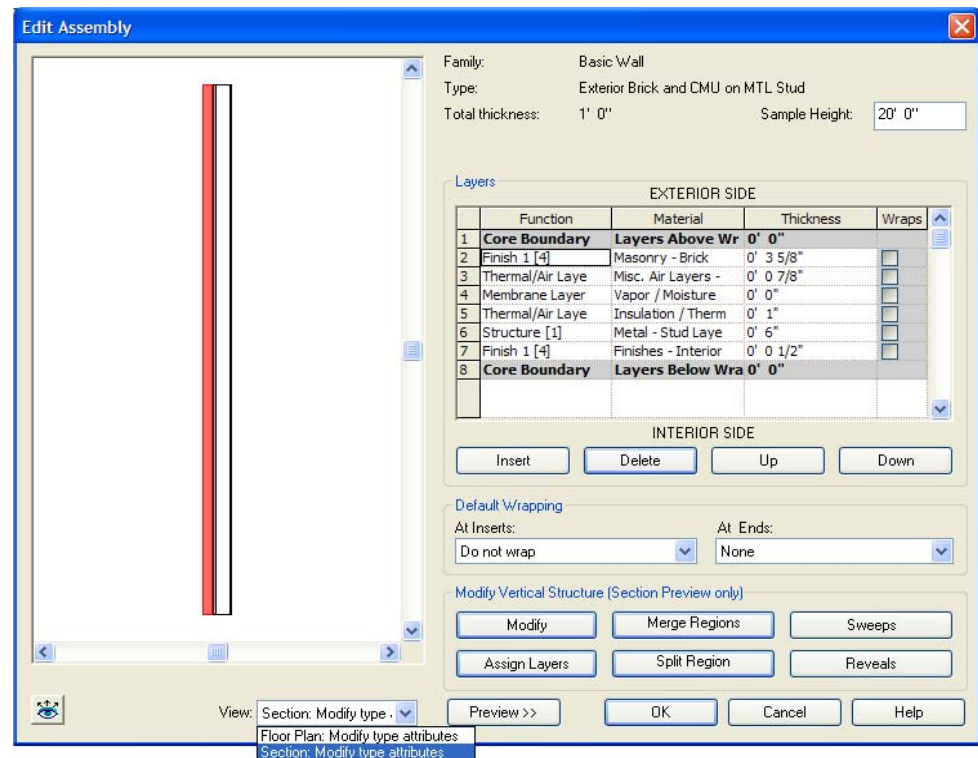 Edit Assembly
Family: Basic Wall
Type: Exterior Brick and CMU on MTL Stud
Total thickness: 1' 0" Sample Height: 20' 0"
Layers
EXTERIOR SIDE
Function Material Thickness Wraps
1 Core Boundary Layers Above Wr 0' 0"
2 Finish 1 [4] Masonry - Brick 0' 3 5/8"
3 Thermal/Air Laye Misc. Air Layers - 0' 0 7/8"
4 Membrane Layer Vapor / Moisture 0' 0"
5 Thermal/Air Laye Insulation / Therm 0' 1"
6 Structure [1] Metal - Stud Laye 0' 6"
7 Finish 1 [4] Finishes - Interior 0' 0 1/2"
8 Core Boundary Layers Below Wra 0' 0"
INTERIOR SIDE
Insert Delete Up Down
Default Wrapping
At Inserts: At Ends:
Do not wrap None
Modify Vertical Structure (Section Preview only)
Modify Merge Regions Sweeps
Assign Layers Split Region Reveals
View: Section: Modify type . Preview >> OK Cancel Help
Floor Plan: Modify type attributes
Section: Modify type attributes